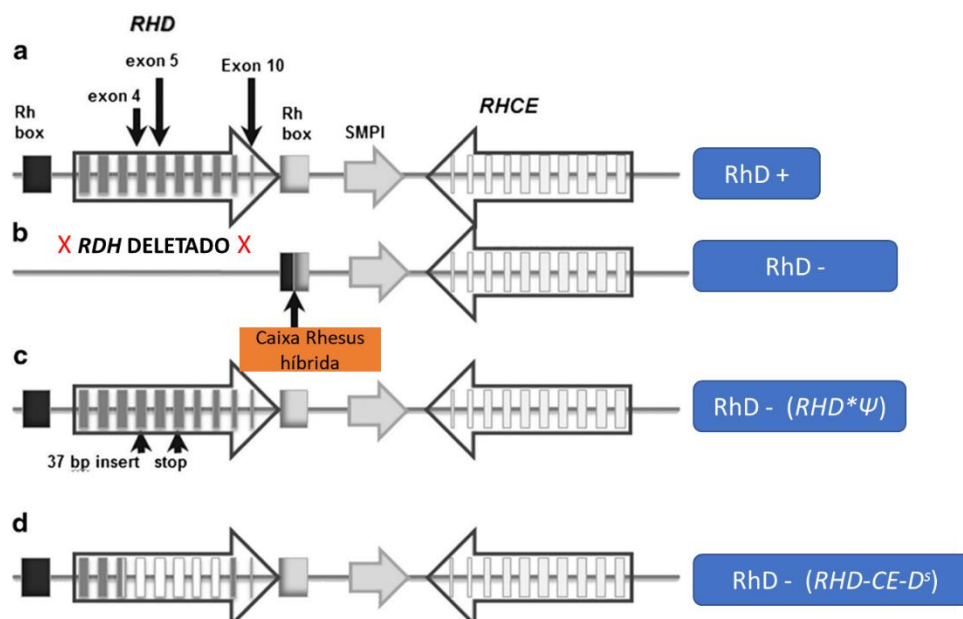 RHD
a
exon 5
Exon 10
exon 4
Rh
box
Rh
box
SMPI
RHCE
RhD +
b
X RDH DELETADO X
RhD -
Caixa Rhesus
híbrida
c
RhD - (RHD*Ψ)
37 bp insert stop
d
RhD - (RHD-CE-Dˢ)